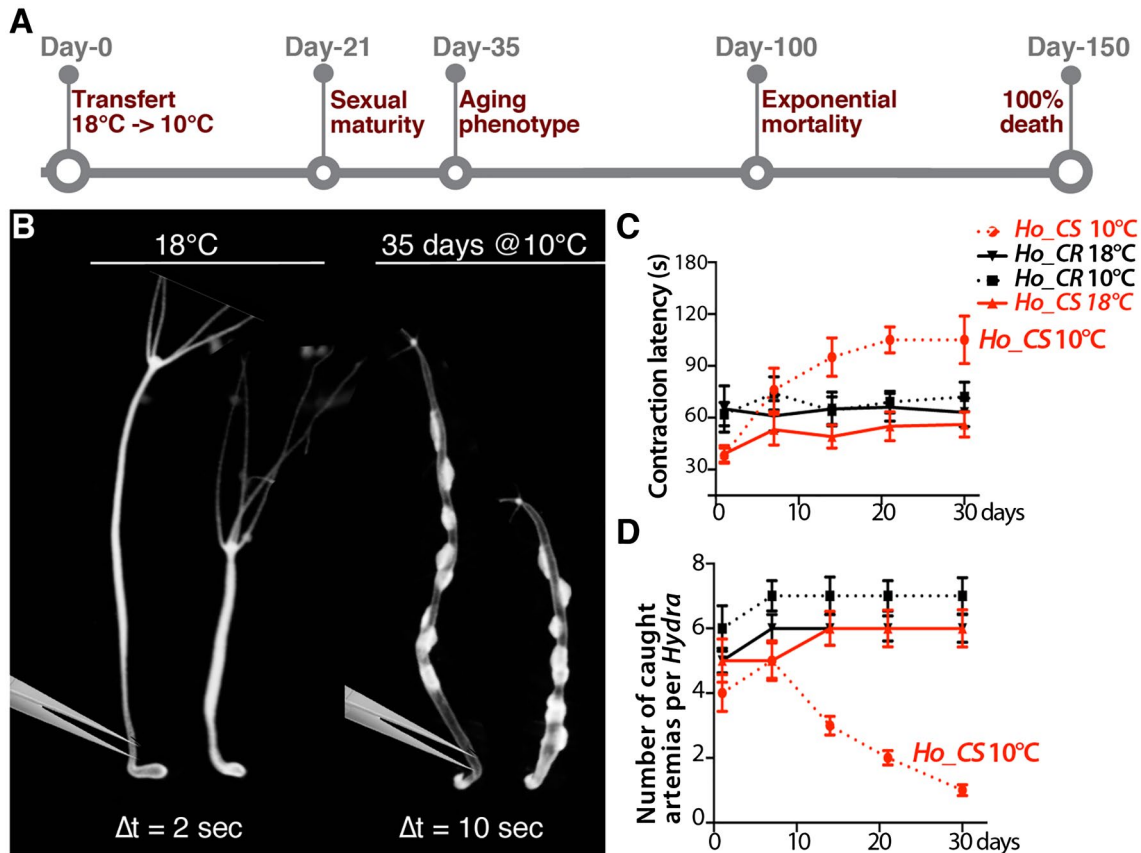 A
Day-0 Day-21 Day-35 Day-100 Day-150
Transfert
18°C -> 10°C
Sexual
maturity
Aging
phenotype
Exponential
mortality
100%
death
B
18°C 35 days @10°C
Δt = 2 sec Δt = 10 sec
C
Ho_CS 10°C
Ho_CR 18°C
Ho_CR 10°C
Ho_CS 18°C
Ho_CS 10°C
Contraction latency (s)
180
120
90
60
30
0 10 20 30 days
D
Number of caught
artemias per Hydra
8
6
4
2
0
Ho_CS 10°C
0 10 20 30 days